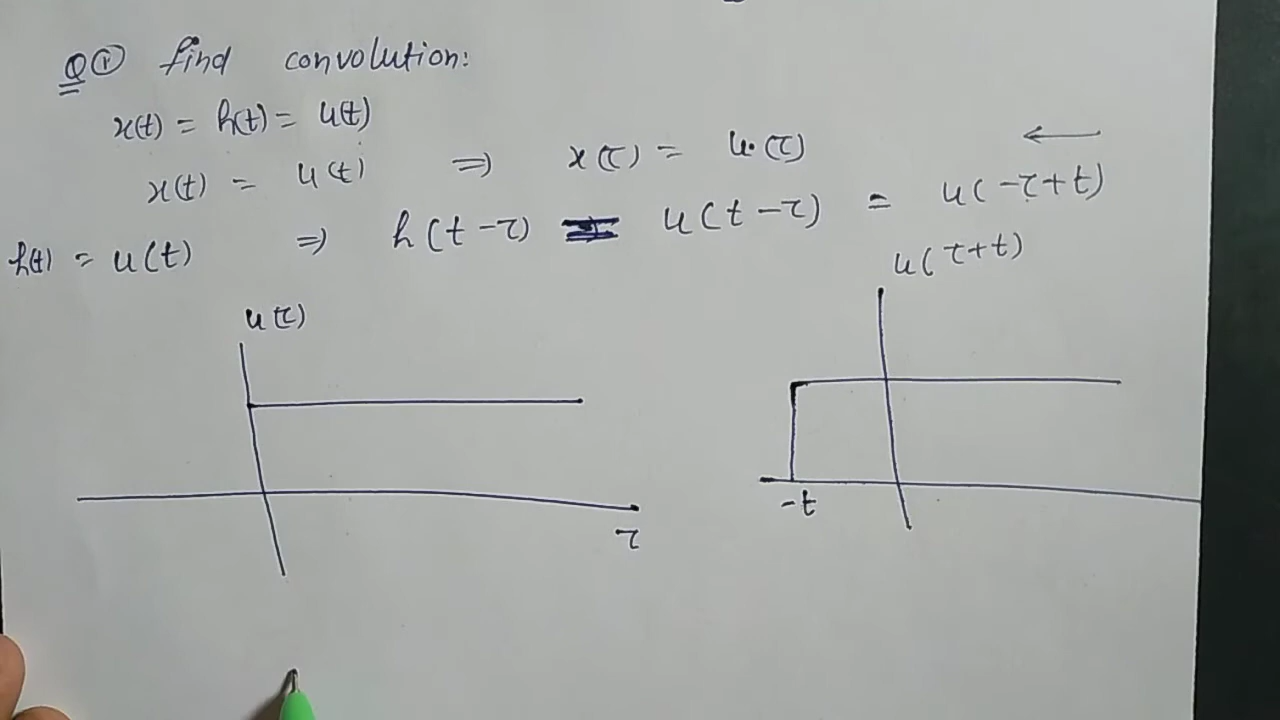 Q① find convolution:
x(t) = h(t) = u(t)
x(t) = u(t) ⇒ x(τ) = u(τ)
h(t) = u(t) ⇒ h(t-τ) = u(t-τ) = u(-τ+t)
u(τ+t)
u(τ)
-t
τ